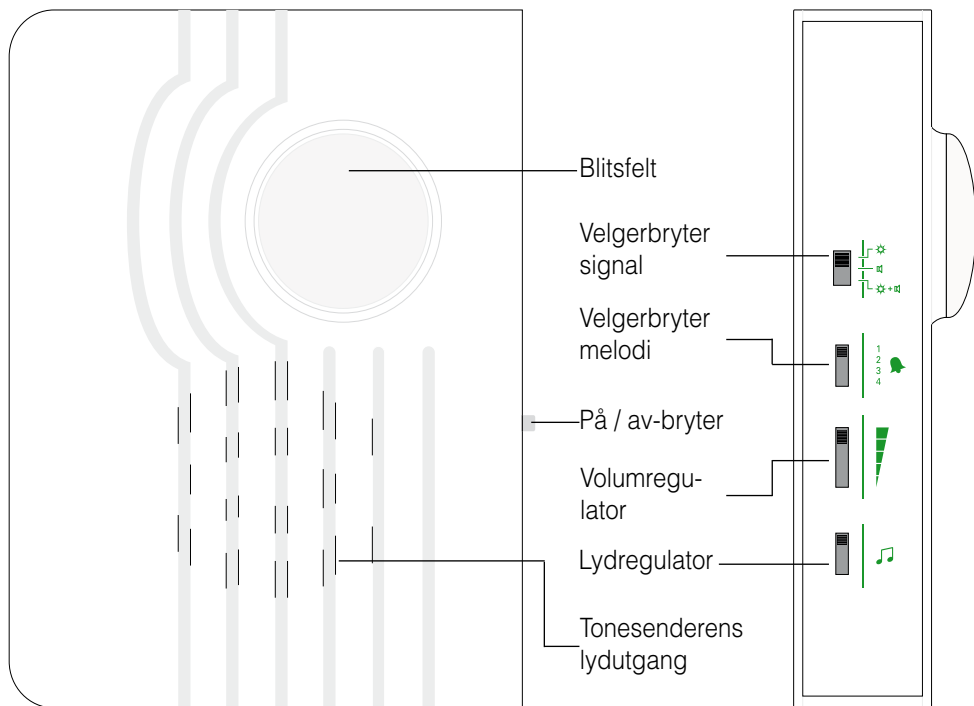 Blitsfelt
Velgerbryter
signal
Velgerbryter
melodi
1
2
3
4
På / av-bryter
Volumregu-
lator
Lydregulator
Tonesenderens
lydutgang